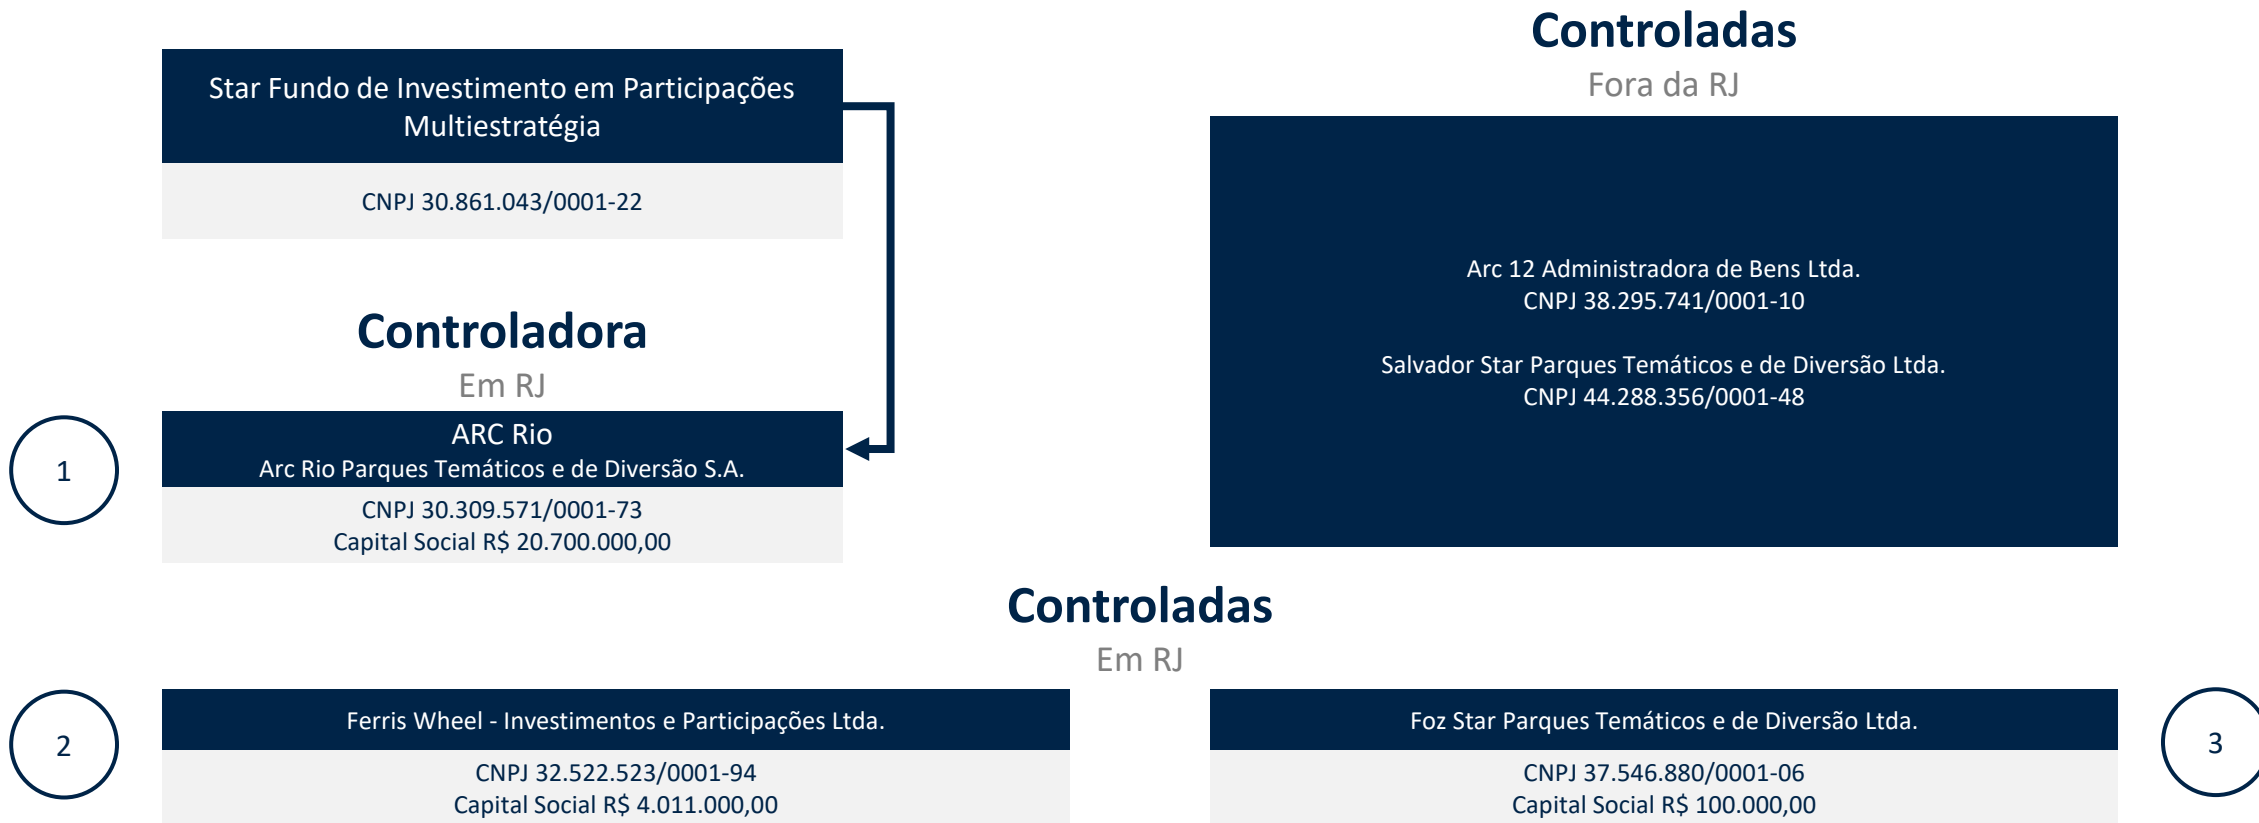 Star Fundo de Investimento em Participações
Multiestratégia
CNPJ 30.861.043/0001-22
Controladora
Em RJ
1
ARC Rio
Arc Rio Parques Temáticos e de Diversão S.A.
CNPJ 30.309.571/0001-73
Capital Social R$ 20.700.000,00
Controladas
Fora da RJ
Arc 12 Administradora de Bens Ltda.
CNPJ 38.295.741/0001-10
Salvador Star Parques Temáticos e de Diversão Ltda.
CNPJ 44.288.356/0001-48
Controladas
Em RJ
2
Ferris Wheel - Investimentos e Participações Ltda.
CNPJ 32.522.523/0001-94
Capital Social R$ 4.011.000,00
Foz Star Parques Temáticos e de Diversão Ltda.
CNPJ 37.546.880/0001-06
Capital Social R$ 100.000,00
3